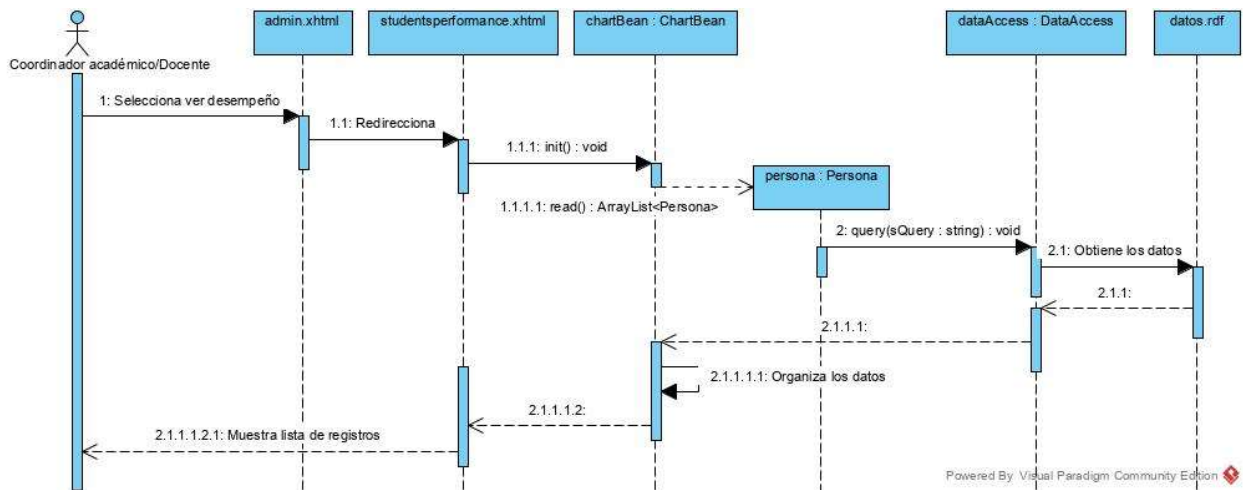 admin.xhtml
studentsperformance.xhtml
chartBean : ChartBean
dataAccess : DataAccess
datos.rdf
Coordinador académico/Docente
1: Selecciona ver desempeño
1.1: Redirecciona
1.1.1: init() : void
persona : Persona
1.1.1.1: read() : ArrayList<Persona>
2: query(sQuery : string) : void
2.1: Obtiene los datos
2.1.1:
2.1.1.1:
2.1.1.1.1: Organiza los datos
2.1.1.1.2:
2.1.1.1.2.1: Muestra lista de registros
Powered By Visual Paradigm Community Edition